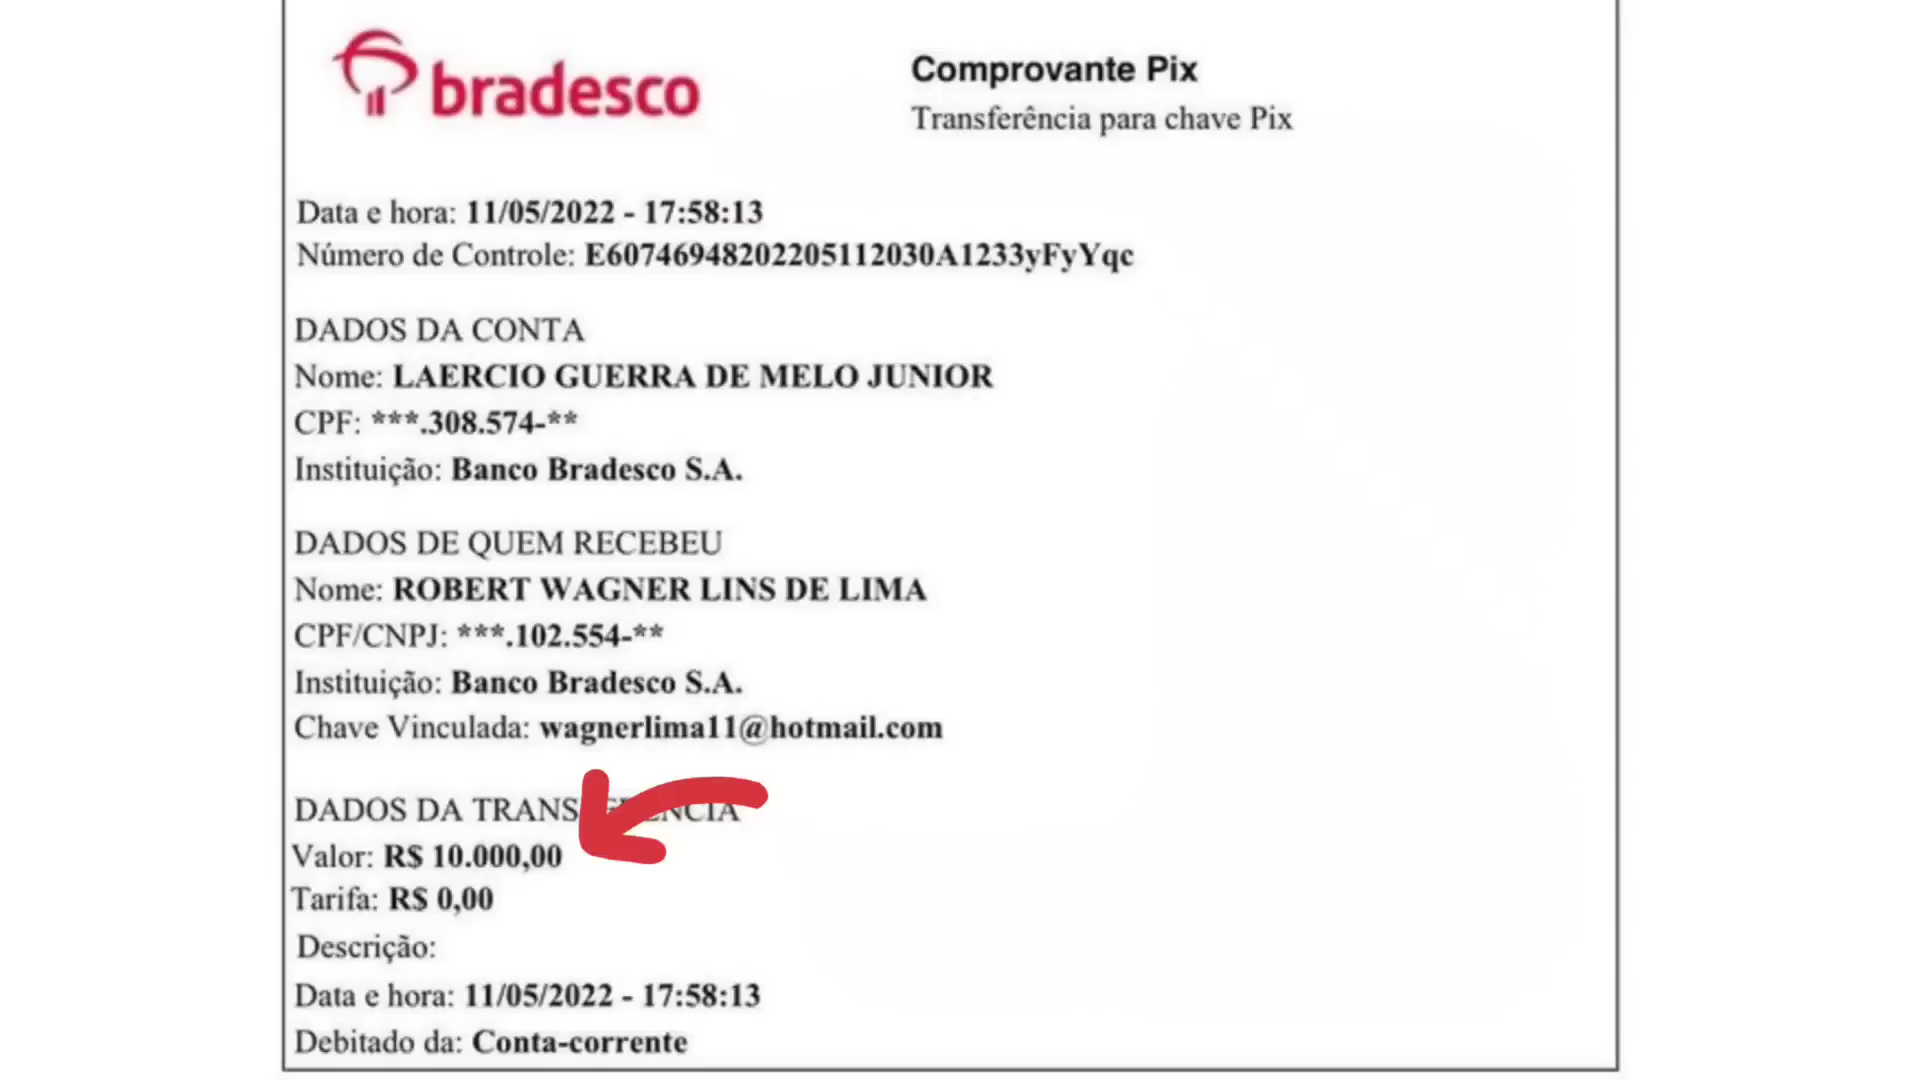 bradesco
Comprovante Pix
Transferência para chave Pix
Data e hora: 11/05/2022 - 17:58:13
Número de Controle: E60746948202205112030A1233yFyYqc
DADOS DA CONTA
Nome: LAERCIO GUERRA DE MELO JUNIOR
CPF: ***.308.574-**
Instituição: Banco Bradesco S.A.
DADOS DE QUEM RECEBEU
Nome: ROBERT WAGNER LINS DE LIMA
CPF/CNPJ: ***.102.554-**
Instituição: Banco Bradesco S.A.
Chave Vinculada: wagnerlima11@hotmail.com
DADOS DA TRANSFERÊNCIA
Valor: R$ 10.000,00
Tarifa: R$ 0,00
Descrição:
Data e hora: 11/05/2022 - 17:58:13
Debitado da: Conta-corrente